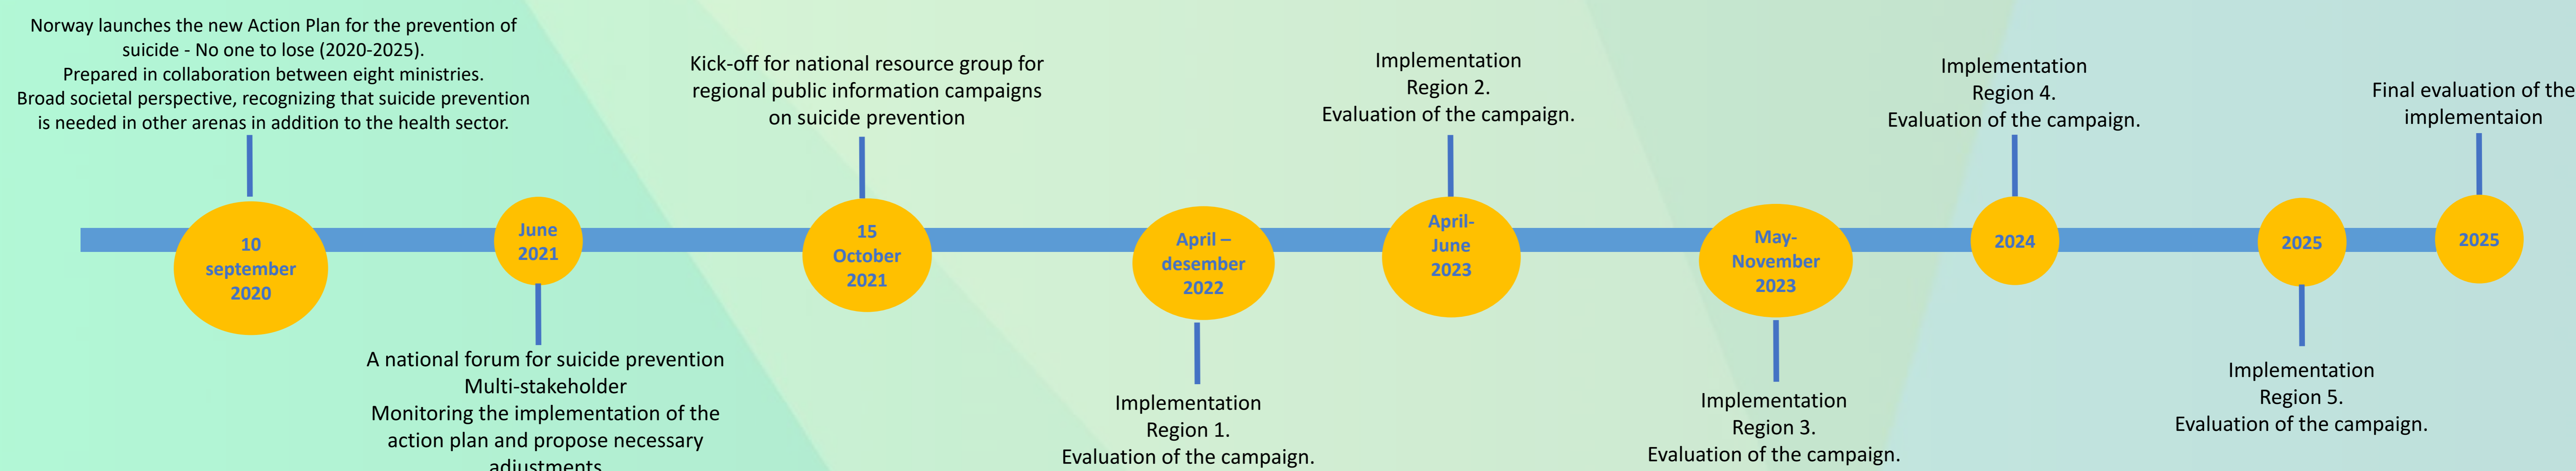 Norway launches the new Action Plan for the prevention of
suicide - No one to lose (2020-2025).
Prepared in collaboration between eight ministries.
Broad societal perspective, recognizing that suicide prevention
is needed in other arenas in addition to the health sector.
10
september
2020
June
2021
A national forum for suicide prevention
Multi-stakeholder
Monitoring the implementation of the
action plan and propose necessary
adjustments
Kick-off for national resource group for
regional public information campaigns
on suicide prevention
15
October
2021
April –
desember
2022
Implementation
Region 1.
Evaluation of the campaign.
Implementation
Region 2.
Evaluation of the campaign.
April-
June
2023
May-
November
2023
Implementation
Region 3.
Evaluation of the campaign.
Implementation
Region 4.
Evaluation of the campaign.
2024
2025
Implementation
Region 5.
Evaluation of the campaign.
Final evaluation of the
implementaion
2025